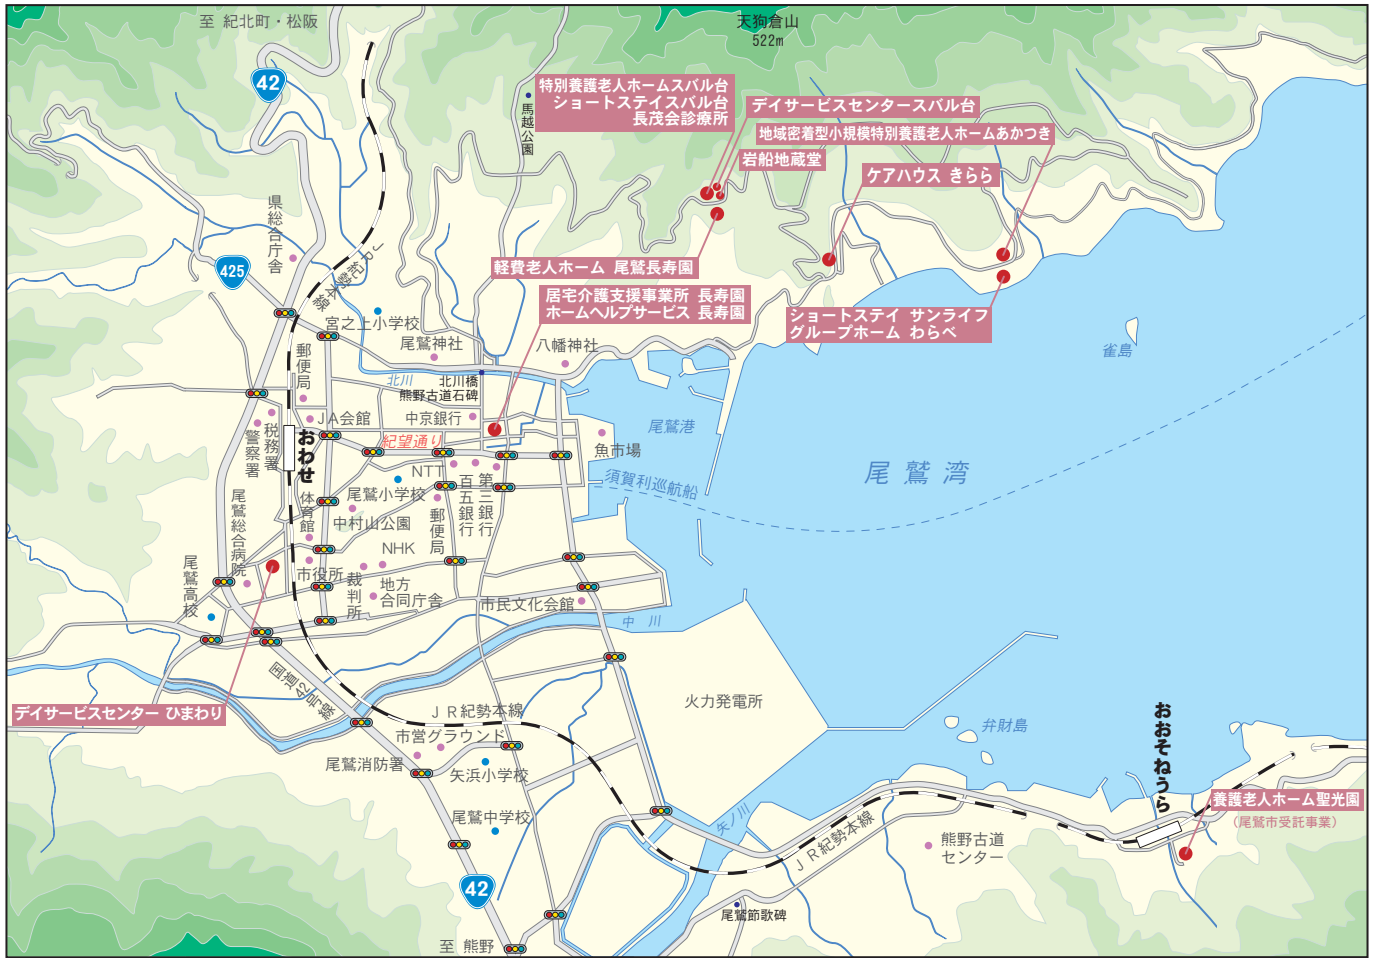 至 紀北町・松阪
天狗倉山
522m
42
馬越公園
特別養護老人ホームスバル台
ショートステイスバル台
長茂会診療所
デイサービスセンタースバル台
地域密着型小規模特別養護老人ホームあかつき
岩船地蔵堂
ケアハウス きらら
県総合庁舎
425
JR紀勢本線
軽費老人ホーム 尾鷲長寿園
居宅介護支援事業所 長寿園
ホームヘルプサービス 長寿園
ショートステイ サンライフ
グループホーム わらべ
宮之上小学校
尾鷲神社
八幡神社
雀島
郵便局
北川
北川橋
熊野古道石碑
JA会館
中京銀行
尾鷲港
税務署
警察署
おわせ
紀望通り
魚市場
尾鷲湾
NTT
須賀利巡航船
尾鷲小学校
百五銀行
第三銀行
体育館
尾鷲総合病院
中村山公園
郵便局
NHK
尾鷲高校
市役所
裁判所
地方
合同庁舎
市民文化会館
中 川
国道42号線
火力発電所
デイサービスセンター ひまわり
JR紀勢本線
市営グラウンド
弁財島
おおそねうら
尾鷲消防署
矢浜小学校
養護老人ホーム聖光園
(尾鷲市受託事業)
尾鷲中学校
矢ノ川
JR紀勢本線
熊野古道
センター
42
尾鷲節歌碑
至 熊野